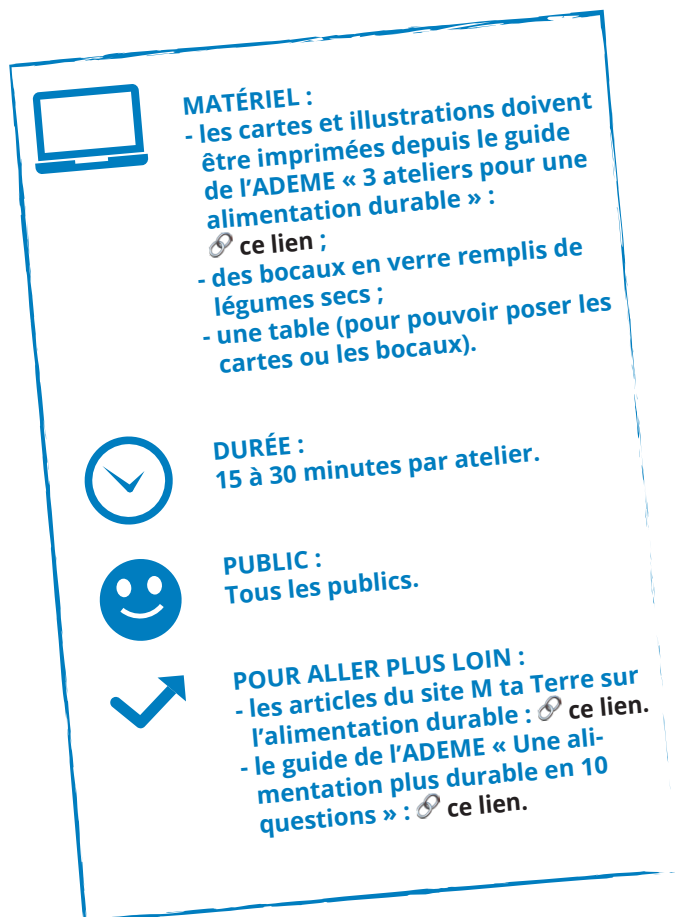 MATÉRIEL :
- les cartes et illustrations doivent
être imprimées depuis le guide
de l’ADEME « 3 ateliers pour une
alimentation durable » :
🔗 ce lien ;
- des bocaux en verre remplis de
légumes secs ;
- une table (pour pouvoir poser les
cartes ou les bocaux).
DURÉE :
15 à 30 minutes par atelier.
PUBLIC :
Tous les publics.
POUR ALLER PLUS LOIN :
- les articles du site M ta Terre sur
l’alimentation durable : 🔗 ce lien.
- le guide de l’ADEME « Une ali-
mentation plus durable en 10
questions » : 🔗 ce lien.